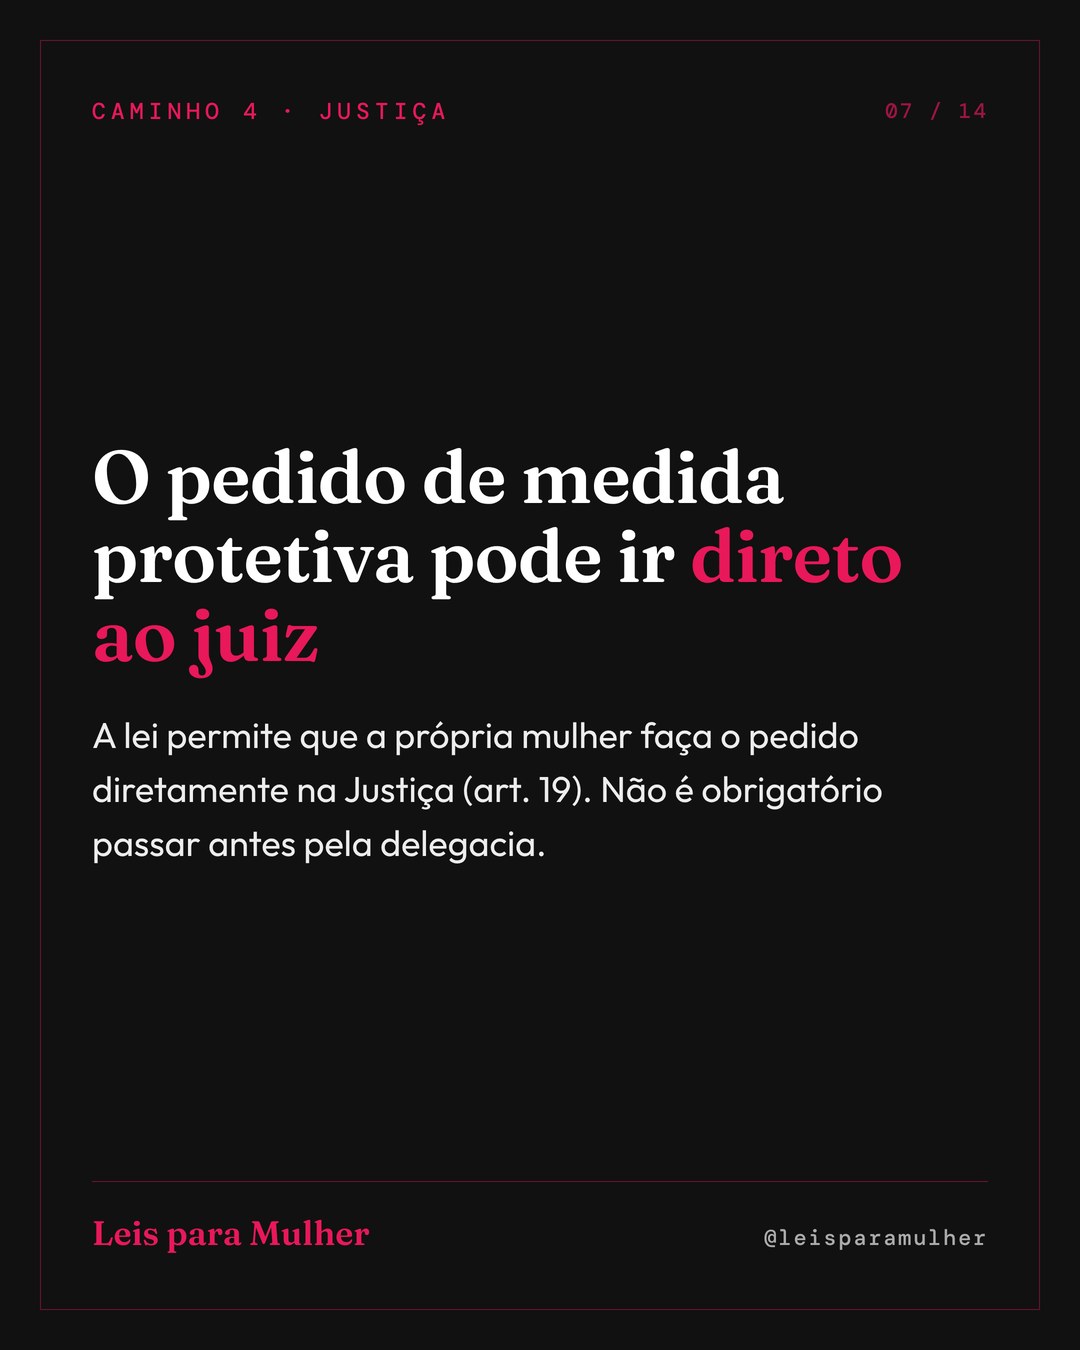 CAMINHO 4 · JUSTIÇA
07 / 14
O pedido de medida
protetiva pode ir direto
ao juiz
A lei permite que a própria mulher faça o pedido
diretamente na Justiça (art. 19). Não é obrigatório
passar antes pela delegacia.
Leis para Mulher
@leisparamulher